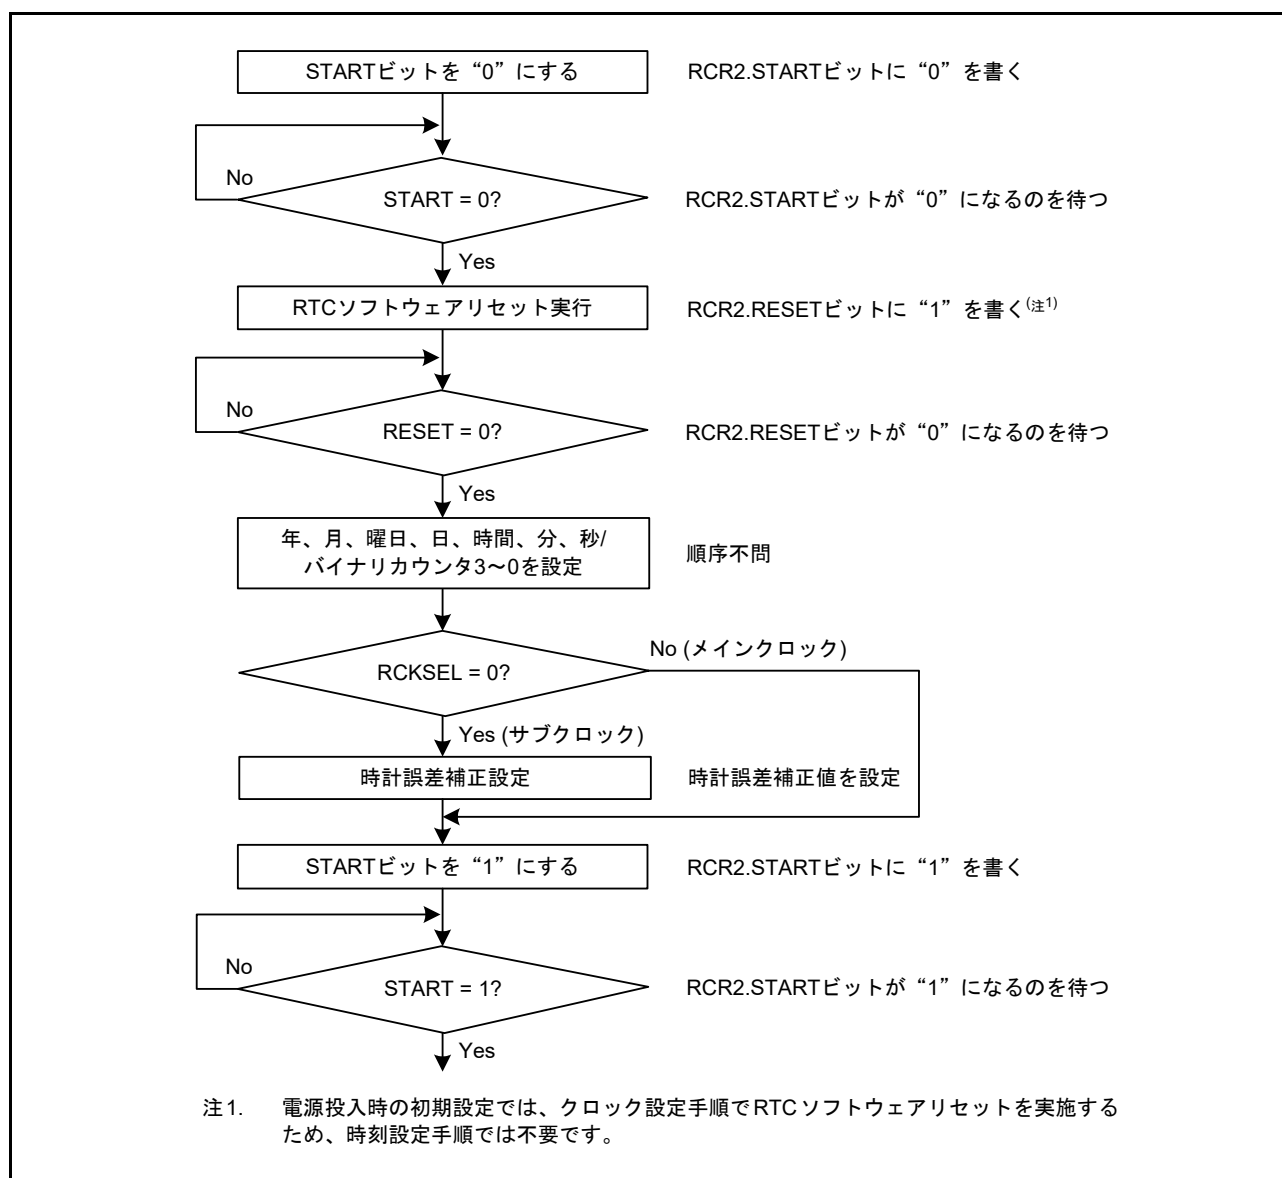 STARTビットを“0”にする
RCR2.STARTビットに“0”を書く
No
START = 0?
RCR2.STARTビットが“0”になるのを待つ
Yes
RTCソフトウェアリセット実行
RCR2.RESETビットに“1”を書く(注1)
No
RESET = 0?
RCR2.RESETビットが“0”になるのを待つ
Yes
年、月、曜日、日、時間、分、秒/
バイナリカウンタ3～0を設定
順序不問
No (メインクロック)
RCKSEL = 0?
Yes (サブクロック)
時計誤差補正設定
時計誤差補正値を設定
STARTビットを“1”にする
RCR2.STARTビットに“1”を書く
No
START = 1?
RCR2.STARTビットが“1”になるのを待つ
Yes
注1. 電源投入時の初期設定では、クロック設定手順でRTCソフトウェアリセットを実施する
ため、時刻設定手順では不要です。